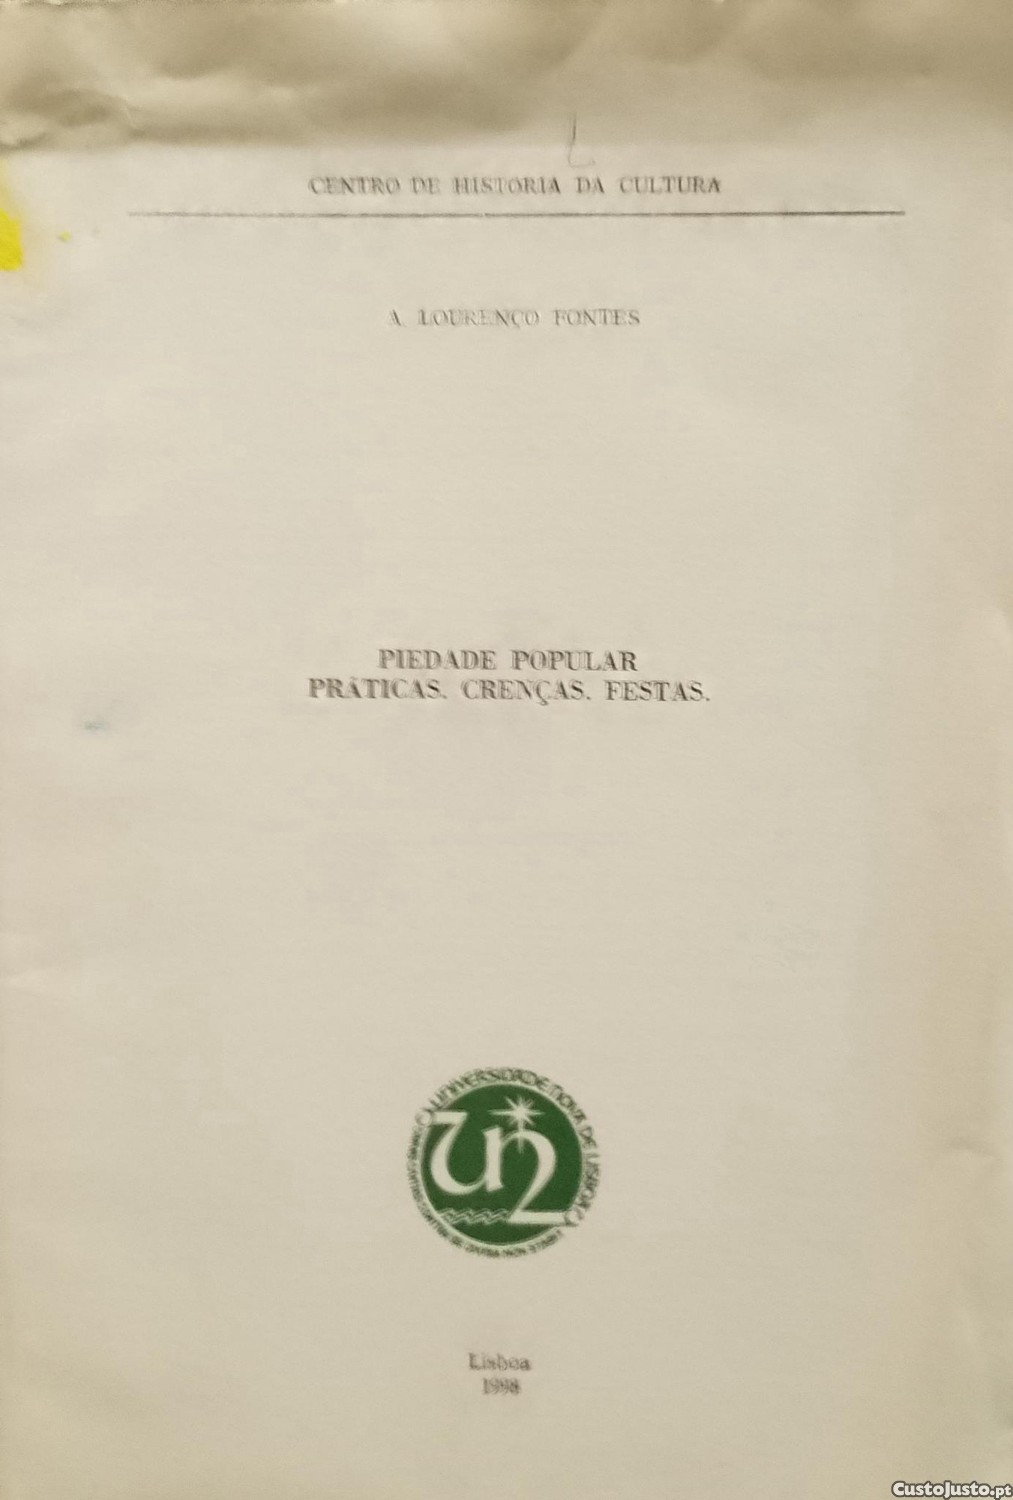 CENTRO DE HISTÓRIA DA CULTURA
A. LOURENÇO FONTES
PIEDADE POPULAR
PRÁTICAS. CRENÇAS. FESTAS.
UNIVERSIDADE NOVA DE LISBOA
Lisboa
1998
CustoJusto.pt